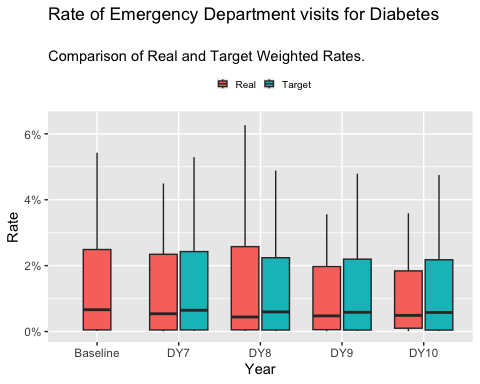 Rate of Emergency Department visits for Diabetes
Comparison of Real and Target Weighted Rates.
Real Target
6%
4%
2%
0%
Rate
Baseline DY7 DY8 DY9 DY10
Year